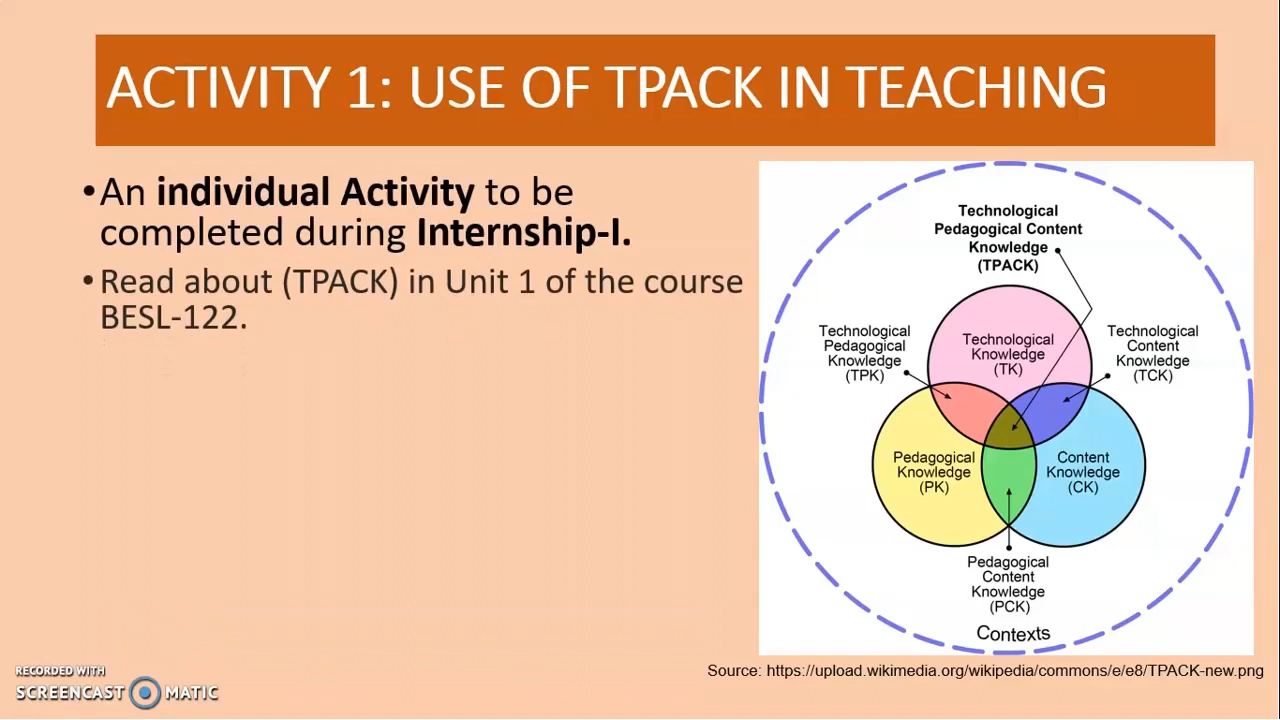 ACTIVITY 1: USE OF TPACK IN TEACHING
•An individual Activity to be
completed during Internship-I.
•Read about (TPACK) in Unit 1 of the course
BESL-122.
Technological
Pedagogical Content
Knowledge
(TPACK)
Technological
Pedagogical
Knowledge
(TPK)
Technological
Knowledge
(TK)
Technological
Content
Knowledge
(TCK)
Pedagogical
Knowledge
(PK)
Content
Knowledge
(CK)
Pedagogical
Content
Knowledge
(PCK)
Contexts
Source: https://upload.wikimedia.org/wikipedia/commons/e/e8/TPACK-new.png
RECORDED WITH
SCREENCAST MATIC